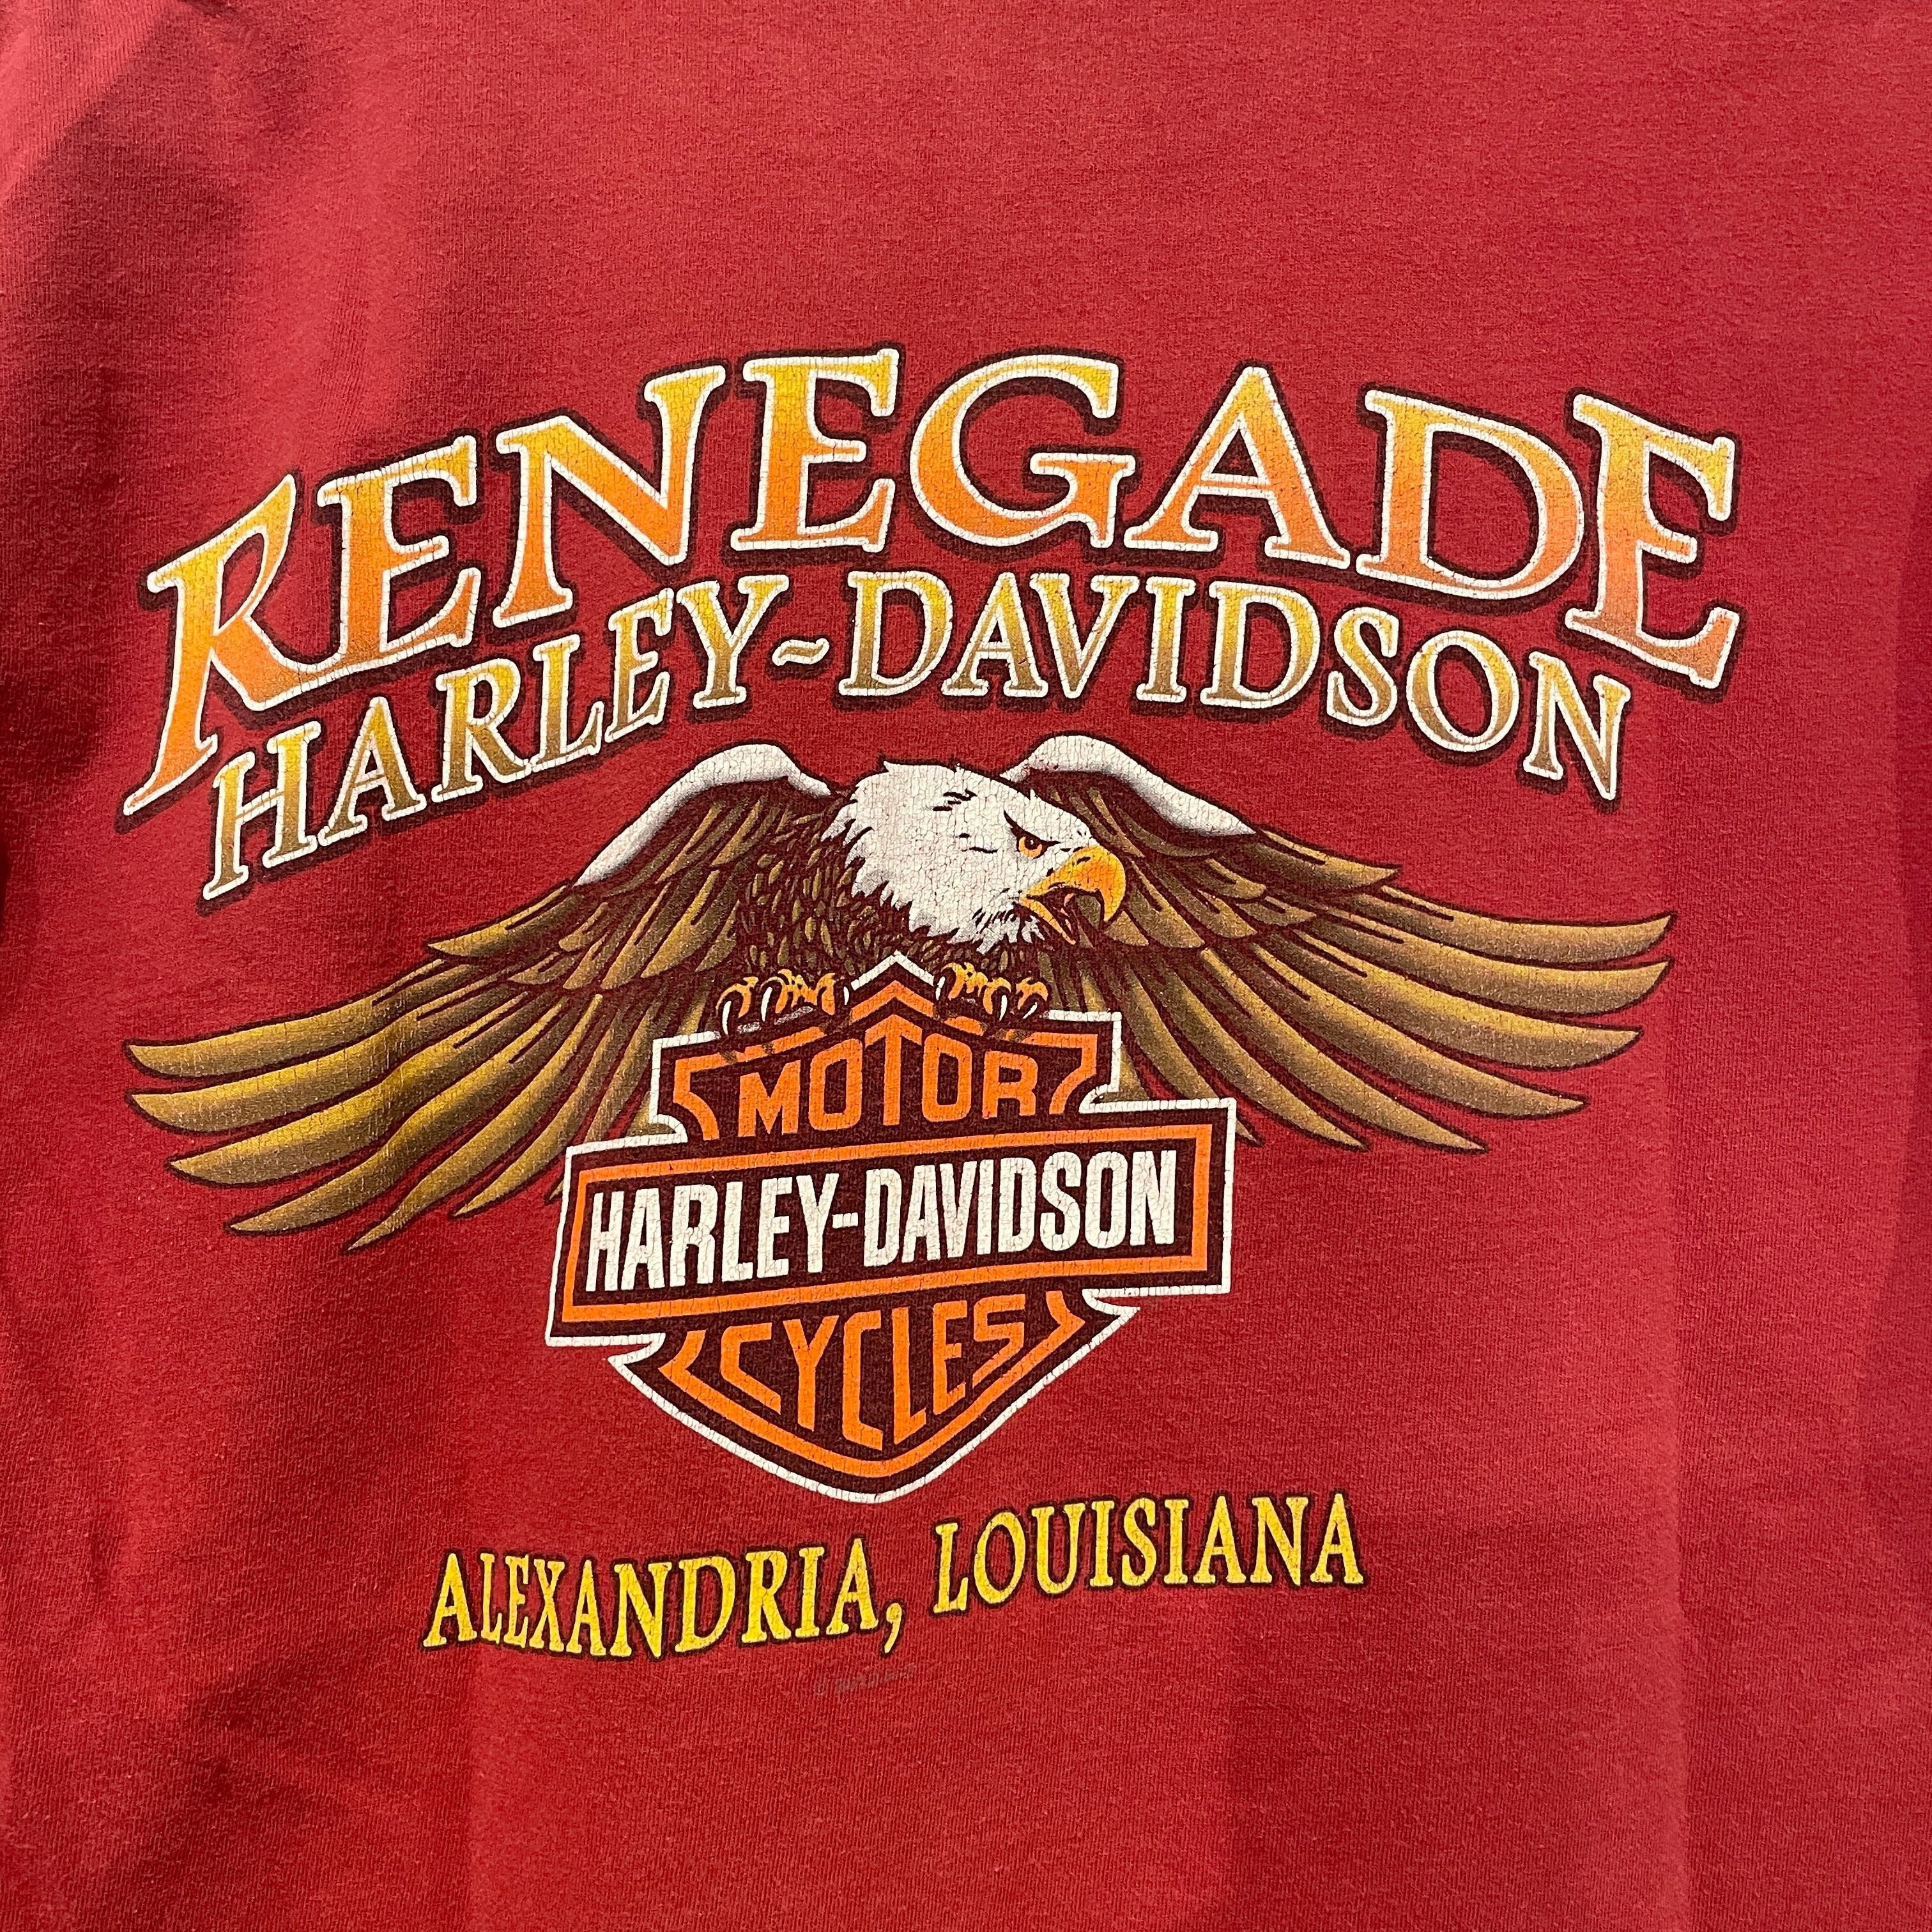 RENEGADE
HARLEY~DAVIDSON
MOTOR
HARLEY-DAVIDSON
CYCLES
ALEXANDRIA, LOUISIANA